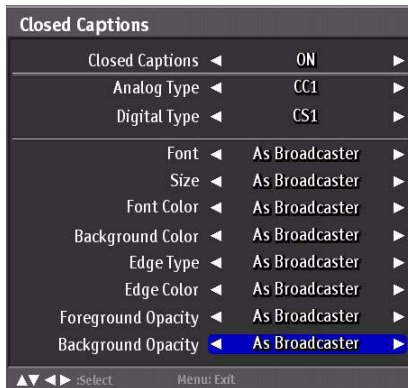 Closed Captions
Closed Captions ◀ ON ▶
Analog Type ◀ CC1 ▶
Digital Type ◀ CS1 ▶
Font ◀ As Broadcaster ▶
Size ◀ As Broadcaster ▶
Font Color ◀ As Broadcaster ▶
Background Color ◀ As Broadcaster ▶
Edge Type ◀ As Broadcaster ▶
Edge Color ◀ As Broadcaster ▶
Foreground Opacity ◀ As Broadcaster ▶
Background Opacity ◀ As Broadcaster ▶
▲▼ ◀ ▶ :Select Menu: Exit